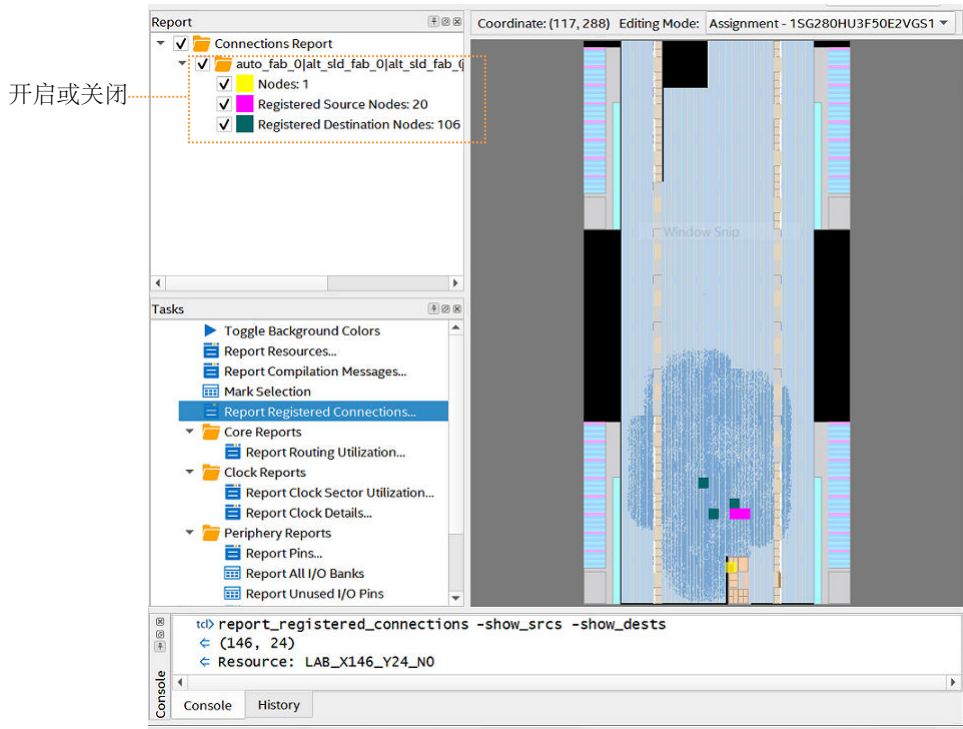 Report
Coordinate: (117, 288) Editing Mode: Assignment - 1SG280HU3F50E2VGS1
Connections Report
auto_fab_0|alt_sld_fab_0|alt_sld_fab_
开启或关闭
Nodes: 1
Registered Source Nodes: 20
Registered Destination Nodes: 106
Window Snip
Tasks
Toggle Background Colors
Report Resources...
Report Compilation Messages...
Mark Selection
Report Registered Connections...
Core Reports
Report Routing Utilization...
Clock Reports
Report Clock Sector Utilization...
Report Clock Details...
Periphery Reports
Report Pins...
Report All I/O Banks
Report Unused I/O Pins
tcl> report_registered_connections -show_srcs -show_dests
(146, 24)
Resource: LAB_X146_Y24_N0
Console
Console History